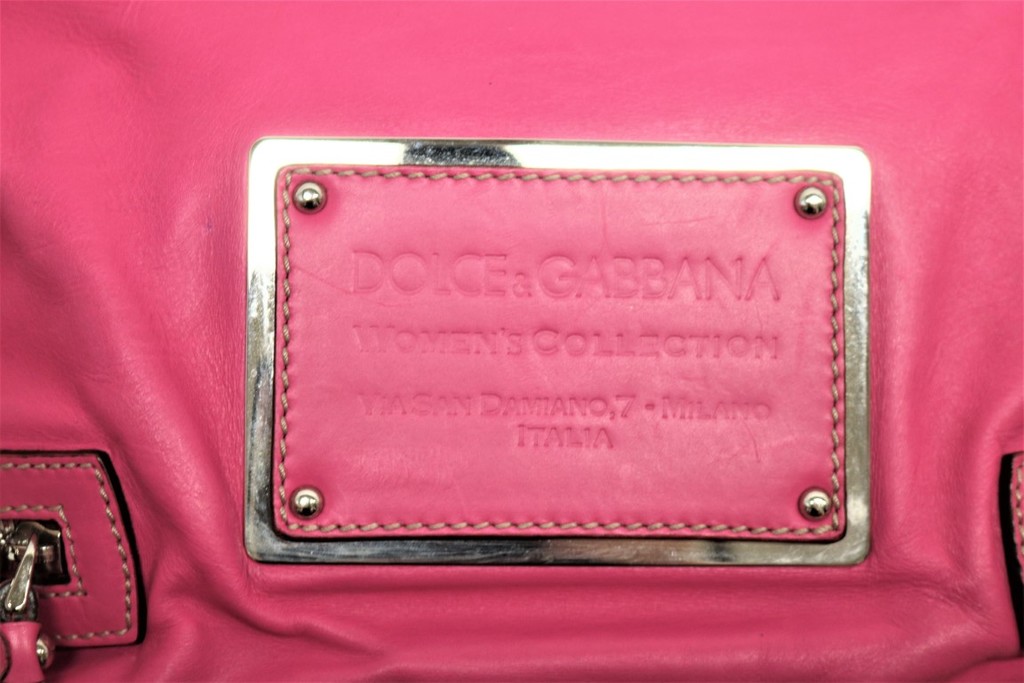 DOLCE&GABBANA
WOMEN'S COLLECTION
VIA SAN DAMIANO,7 • MILANO
ITALIA